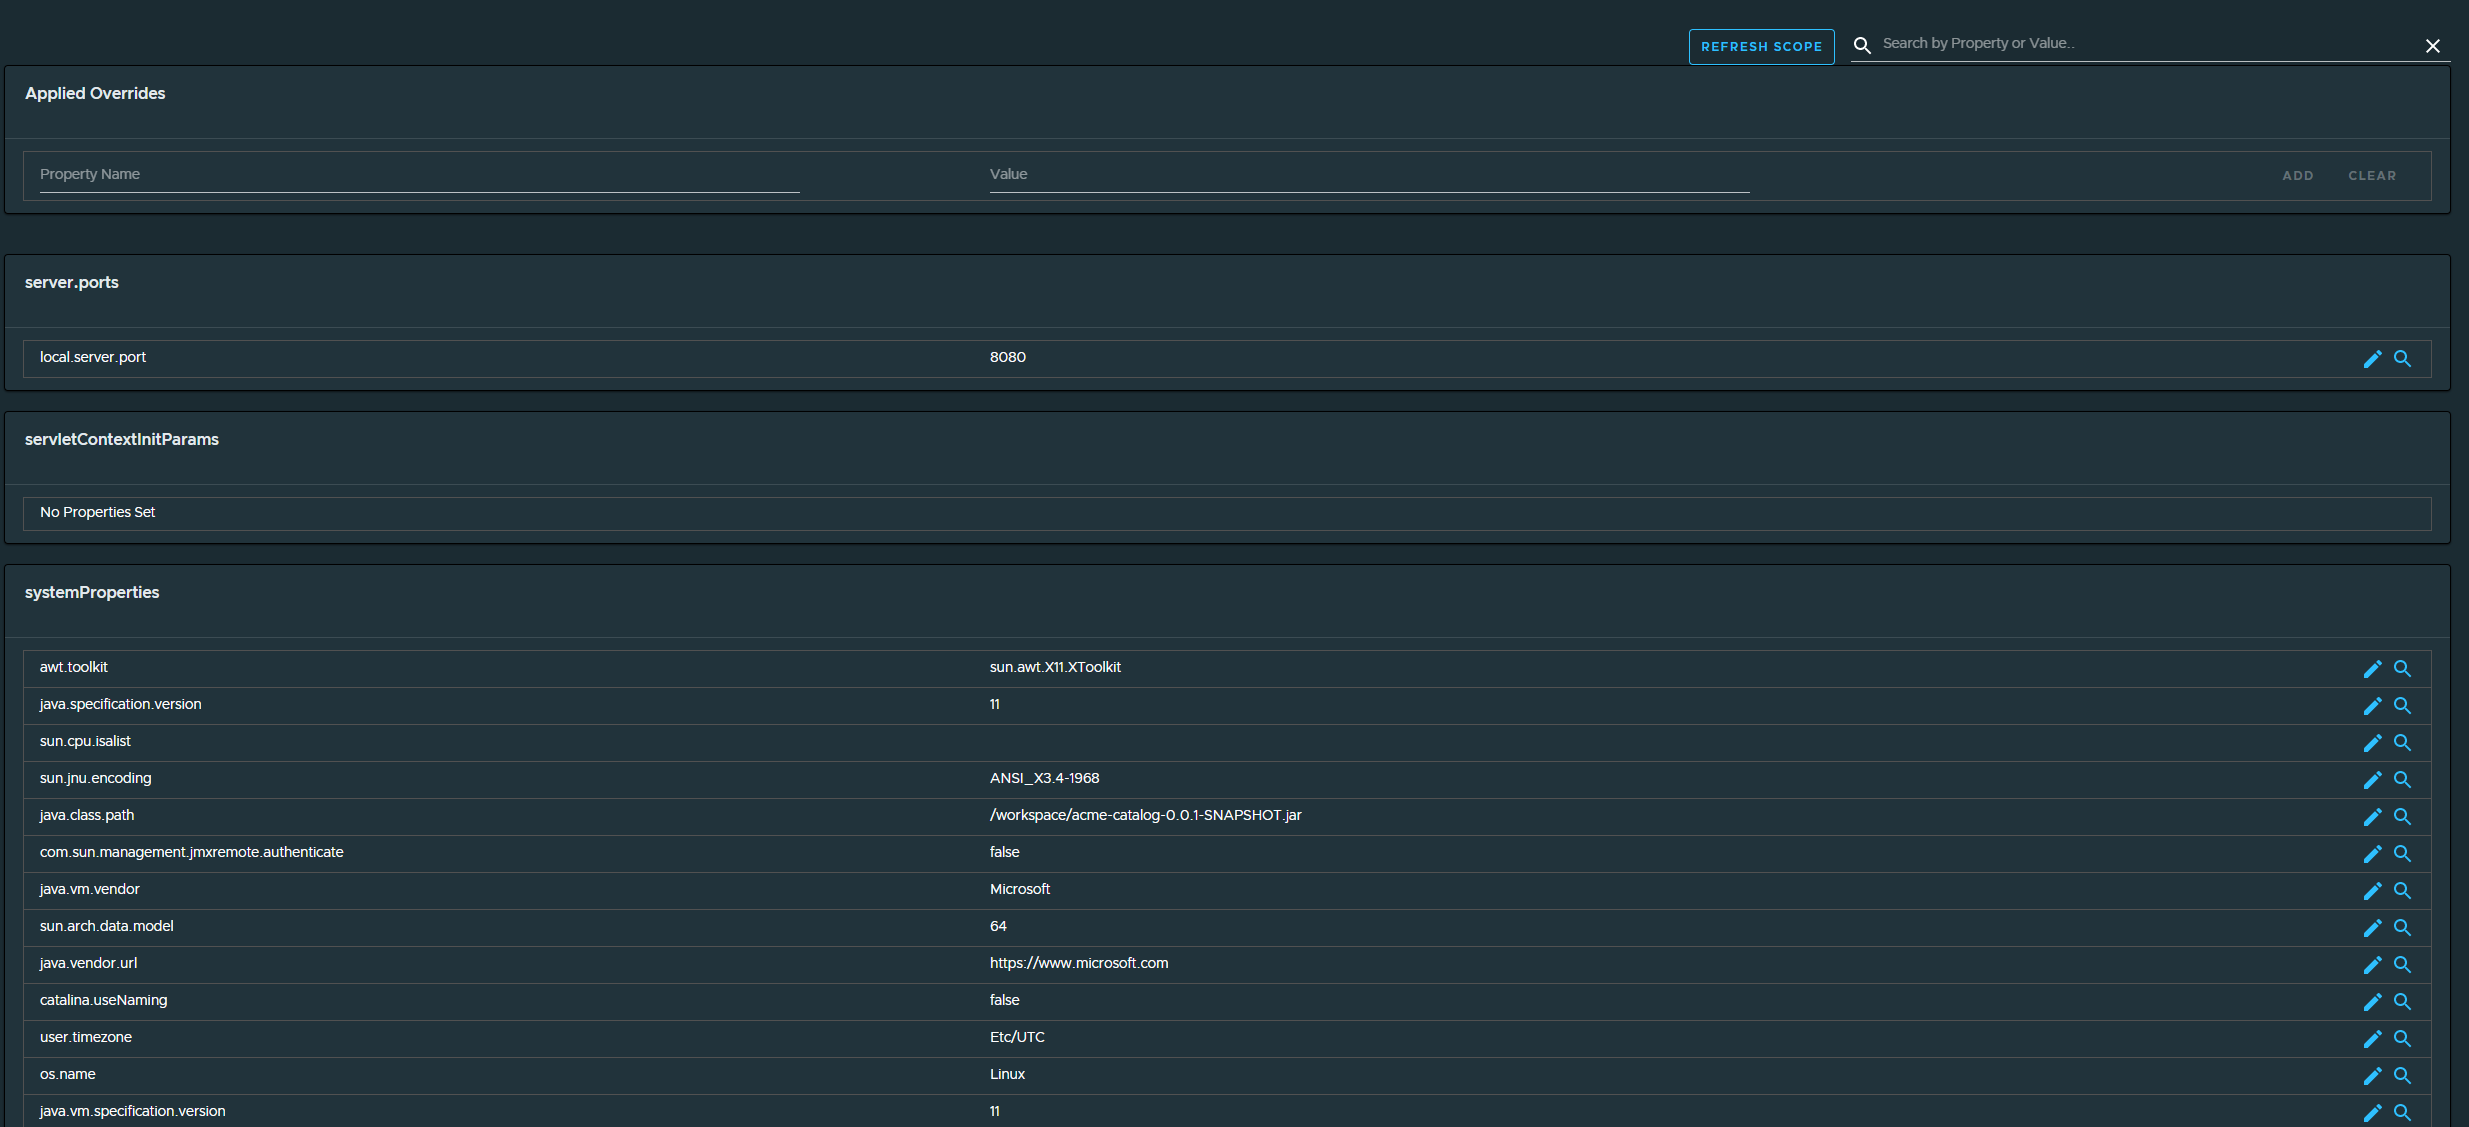 REFRESH SCOPE Search by Property or Value..
Applied Overrides
Property Name Value ADD CLEAR
server.ports
local.server.port 8080
servletContextInitParams
No Properties Set
systemProperties
awt.toolkit sun.awt.X11.XToolkit
java.specification.version 11
sun.cpu.isalist
sun.jnu.encoding ANSI_X3.4-1968
java.class.path /workspace/acme-catalog-0.0.1-SNAPSHOT.jar
com.sun.management.jmxremote.authenticate false
java.vm.vendor Microsoft
sun.arch.data.model 64
java.vendor.url https://www.microsoft.com
catalina.useNaming false
user.timezone Etc/UTC
os.name Linux
java.vm.specification.version 11